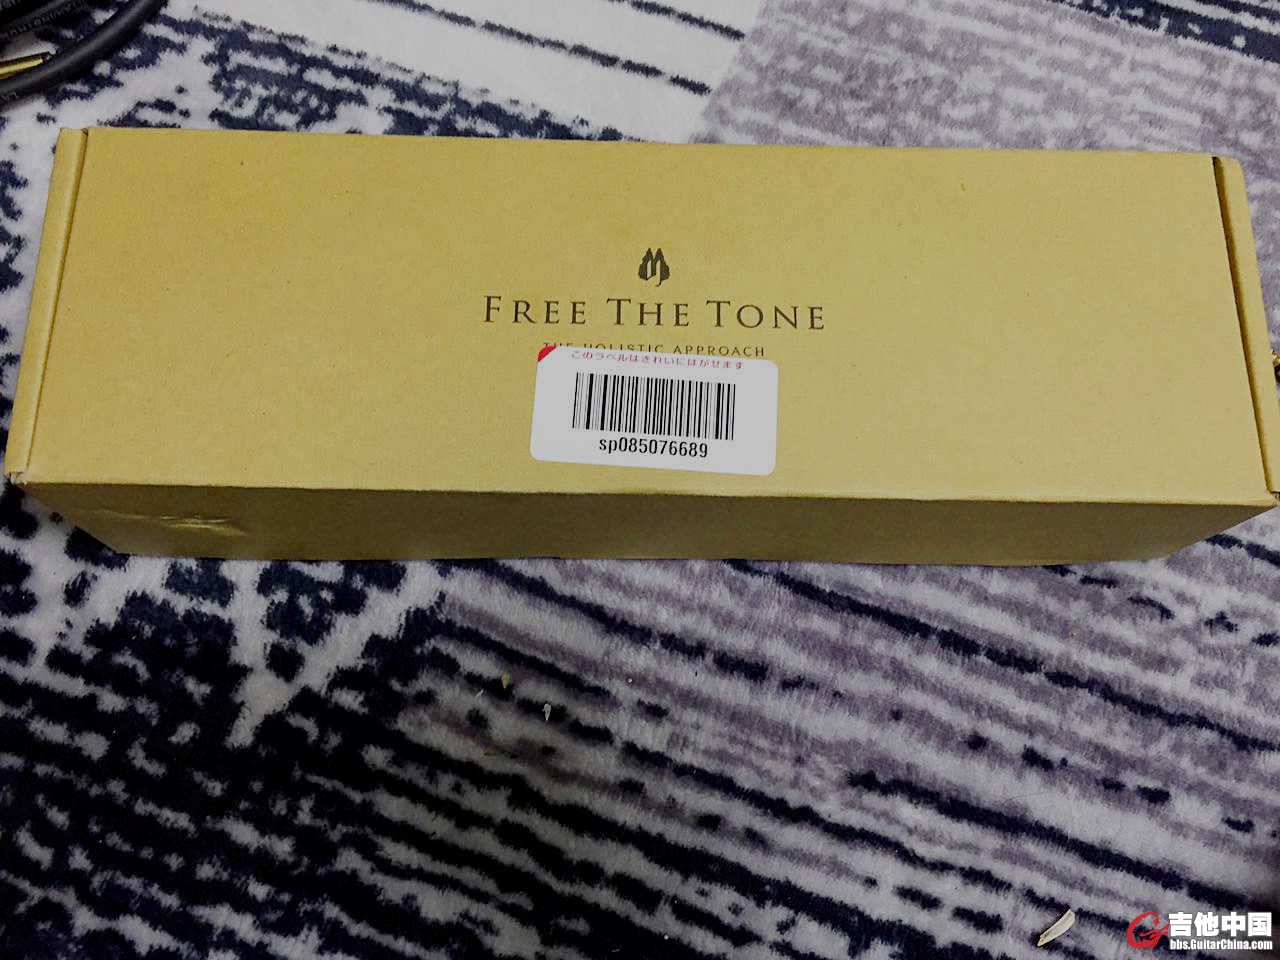 FREE THE TONE
THE HOLISTIC APPROACH
このラベルはきれいにはがせます
sp085076689
吉他中国
bbs.GuitarChina.com